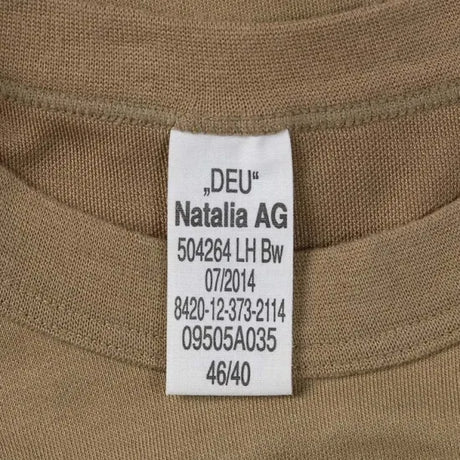 „DEU“
Natalia AG
504264 LH Bw
07/2014
8420-12-373-2114
09505A035
46/40